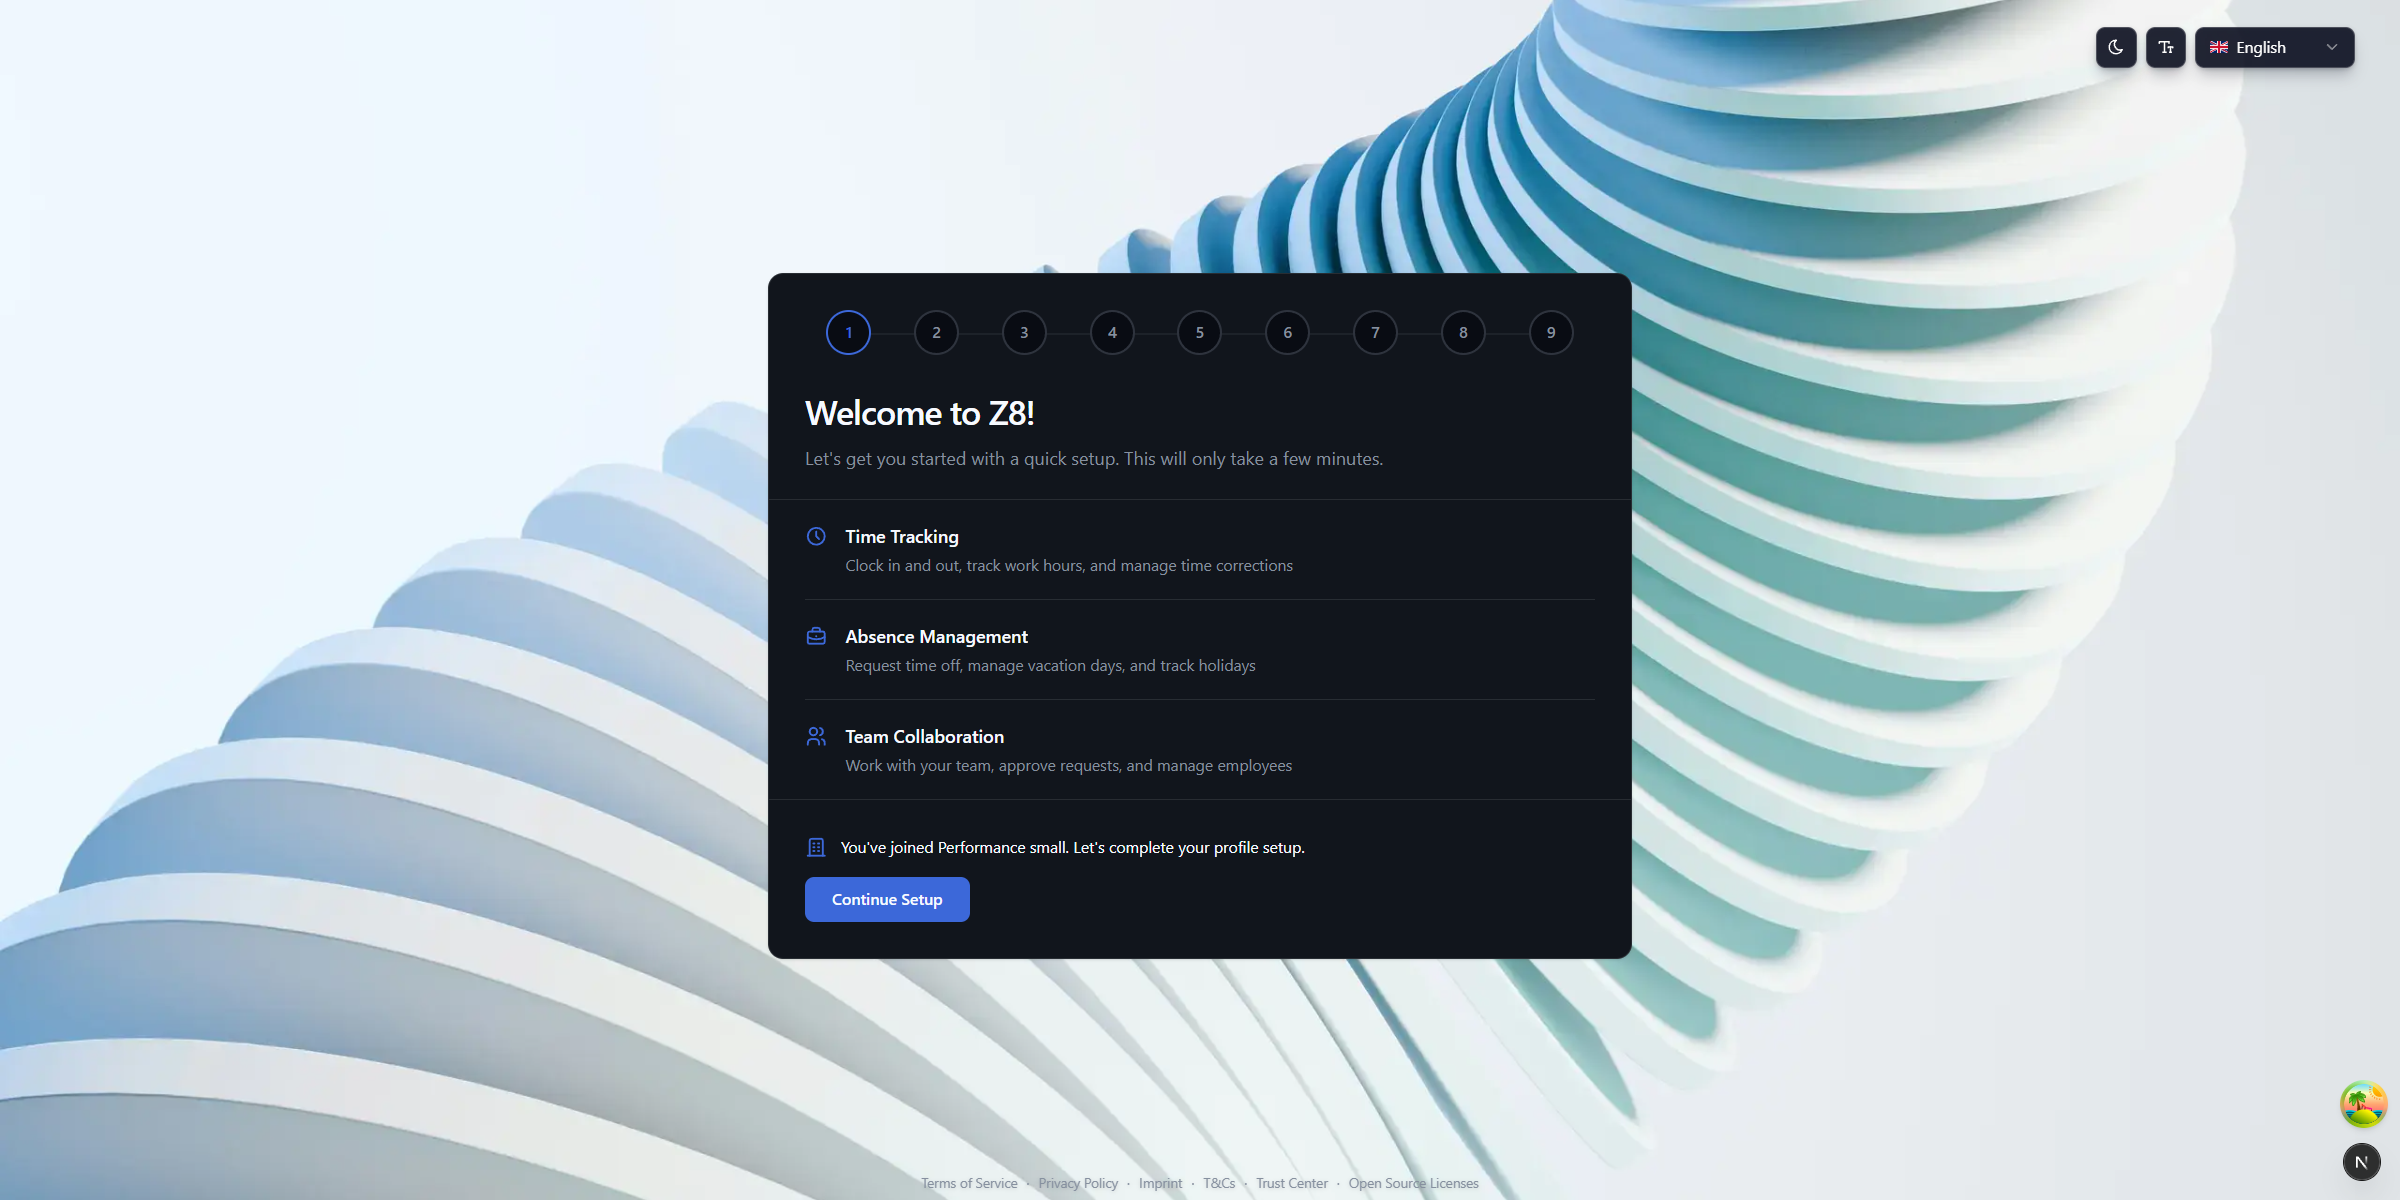 English
1 2 3 4 5 6 7 8 9
Welcome to Z8!
Let's get you started with a quick setup. This will only take a few minutes.
Time Tracking
Clock in and out, track work hours, and manage time corrections
Absence Management
Request time off, manage vacation days, and track holidays
Team Collaboration
Work with your team, approve requests, and manage employees
You've joined Performance small. Let's complete your profile setup.
Continue Setup
Terms of Service · Privacy Policy · Imprint · T&Cs · Trust Center · Open Source Licenses